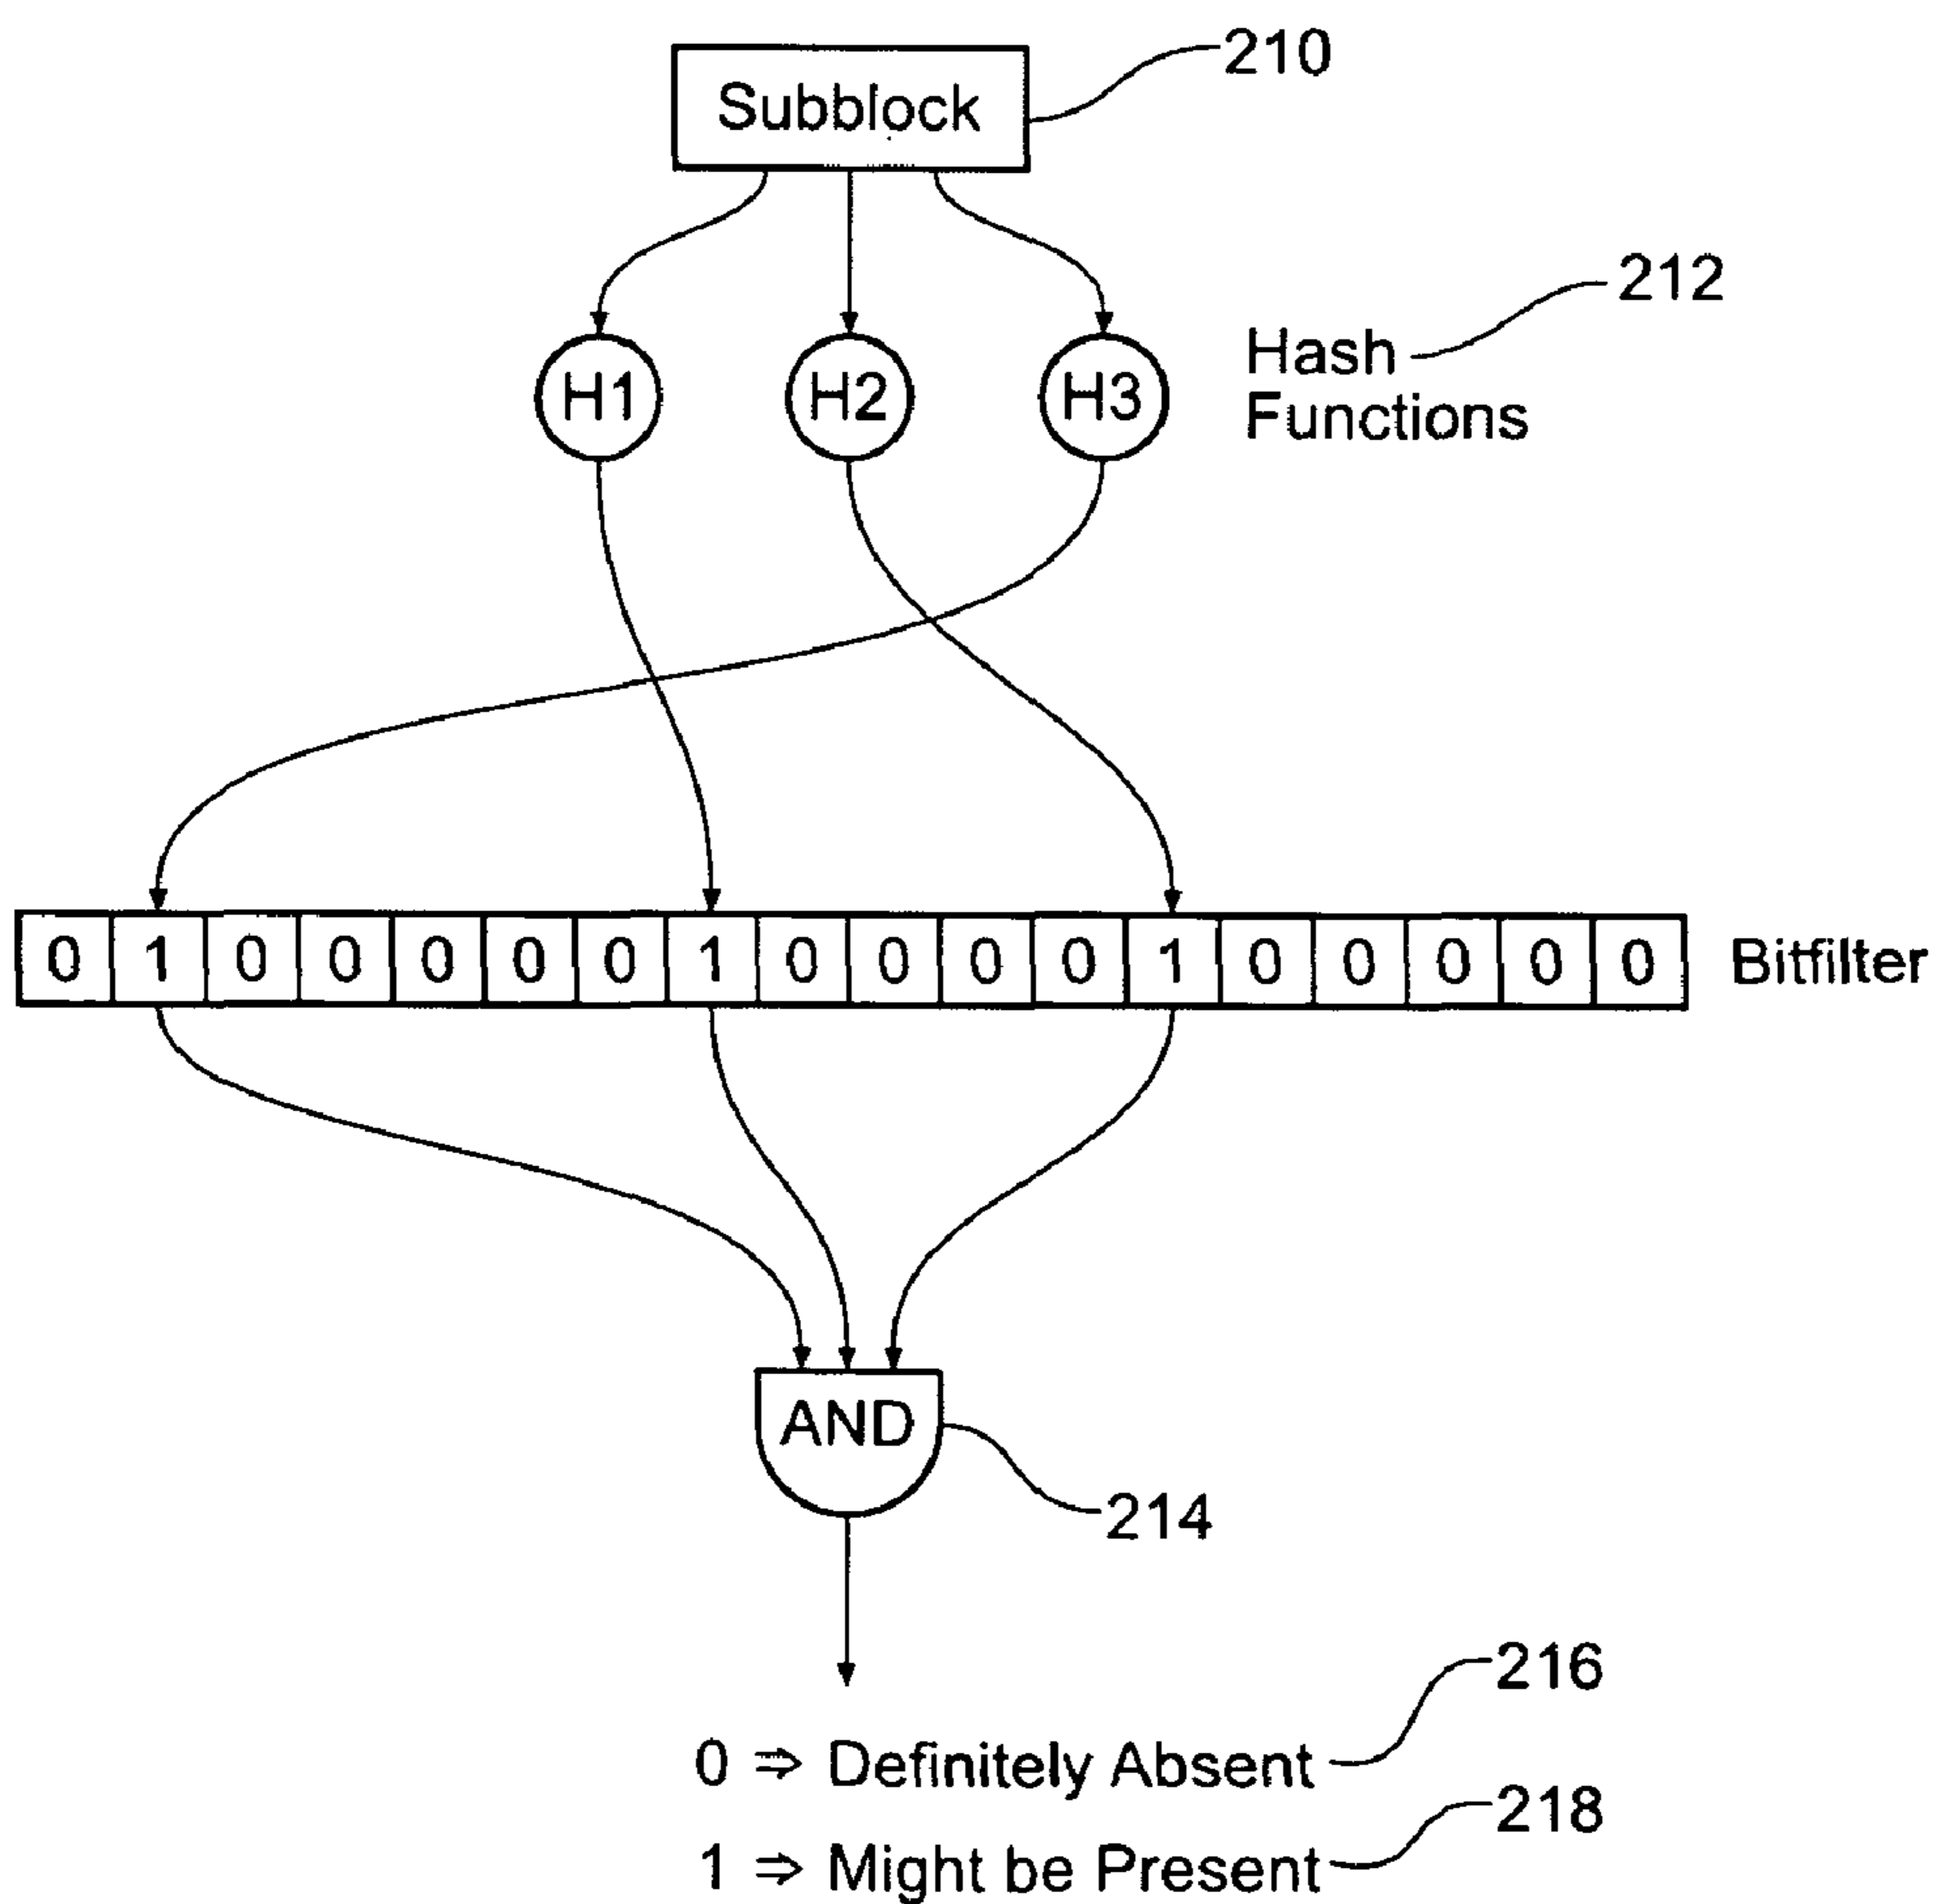 210
Subblock
212
H1 H2 H3 Hash
Functions
0 1 0 0 0 0 0 1 0 0 0 0 1 0 0 0 0 0 Bitfilter
AND
214
216
0 ⇒ Definitely Absent
218
1 ⇒ Might be Present